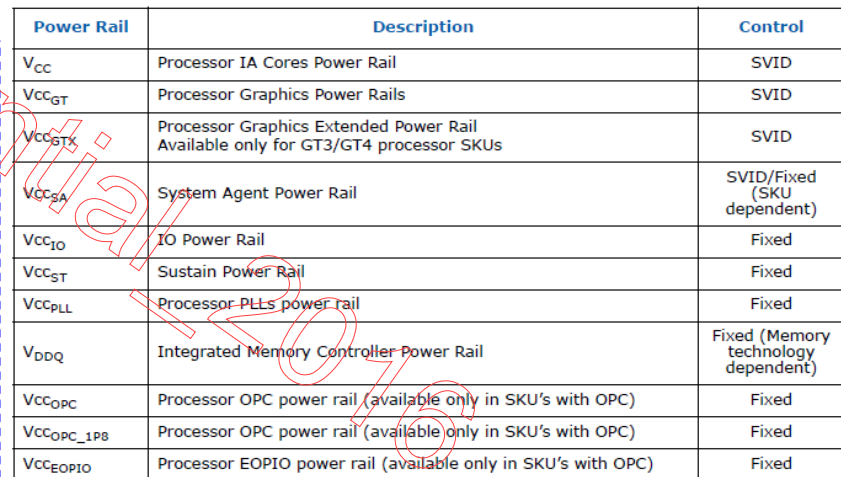 Power Rail Description Control
VCC Processor IA Cores Power Rail SVID
VccGT Processor Graphics Power Rails SVID
VccGTX Processor Graphics Extended Power Rail
Available only for GT3/GT4 processor SKUs SVID
VccSA System Agent Power Rail SVID/Fixed
(SKU
dependent)
VccIO IO Power Rail Fixed
VccST Sustain Power Rail Fixed
VccPLL Processor PLLs power rail Fixed
VDDQ Integrated Memory Controller Power Rail Fixed (Memory
technology
dependent)
VccOPC Processor OPC power rail (available only in SKU's with OPC) Fixed
VccOPC_1P8 Processor OPC power rail (available only in SKU's with OPC) Fixed
VccEOPIO Processor EOPIO power rail (available only in SKU's with OPC) Fixed
ntial_2016